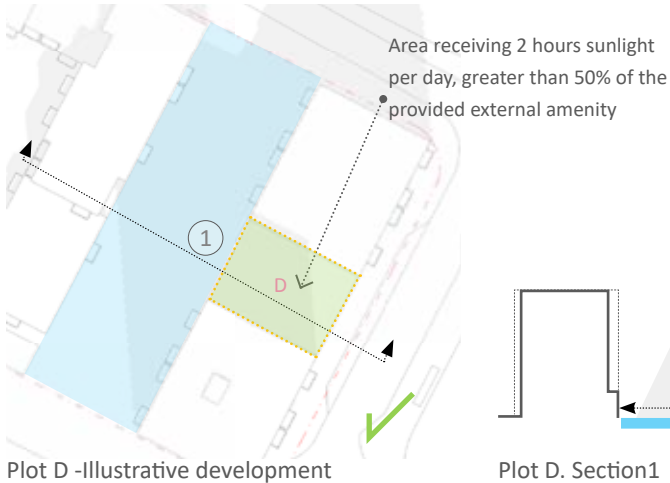 Area receiving 2 hours sunlight
per day, greater than 50% of the
provided external amenity
1
D
Plot D -Illustrative development
Plot D. Section1